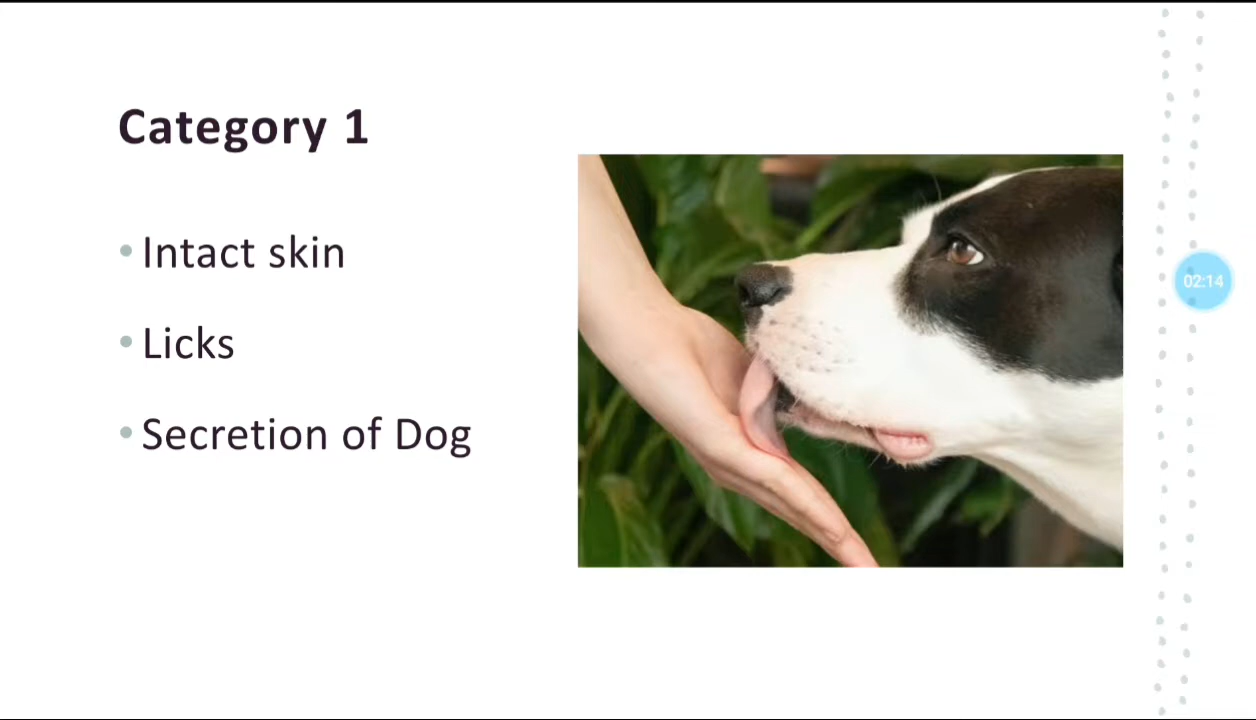 Category 1
• Intact skin
• Licks
• Secretion of Dog
02:14